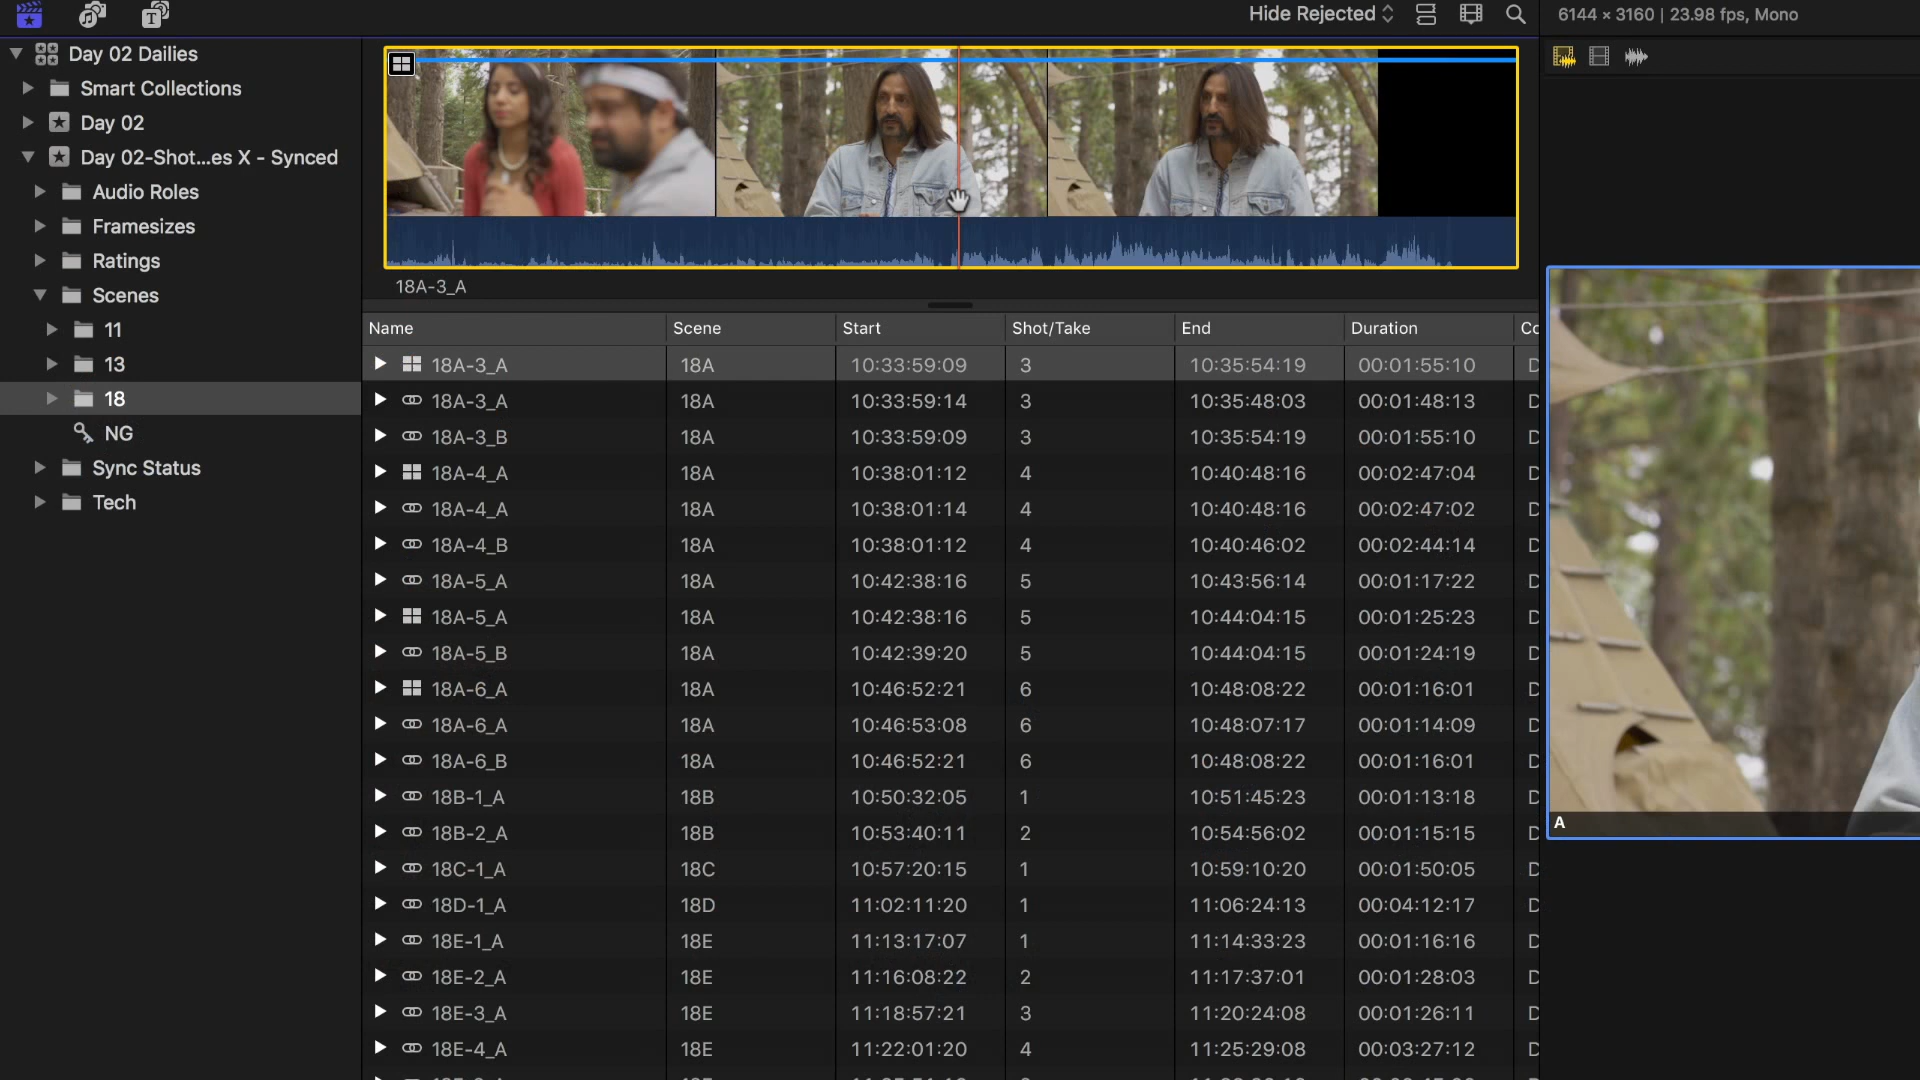 Hide Rejected
6144 × 3160 | 23.98 fps, Mono
Day 02 Dailies
Smart Collections
Day 02
Day 02-Shot...es X - Synced
Audio Roles
Framesizes
Ratings
Scenes
11
13
18
NG
Sync Status
Tech
18A-3_A
Name Scene Start Shot/Take End Duration
18A-3_A 18A 10:33:59:09 3 10:35:54:19 00:01:55:10 D
18A-3_A 18A 10:33:59:14 3 10:35:48:03 00:01:48:13 D
18A-3_B 18A 10:33:59:09 3 10:35:54:19 00:01:55:10 D
18A-4_A 18A 10:38:01:12 4 10:40:48:16 00:02:47:04 D
18A-4_A 18A 10:38:01:14 4 10:40:48:16 00:02:47:02 D
18A-4_B 18A 10:38:01:12 4 10:40:46:02 00:02:44:14 D
18A-5_A 18A 10:42:38:16 5 10:43:56:14 00:01:17:22 D
18A-5_A 18A 10:42:38:16 5 10:44:04:15 00:01:25:23 D
18A-5_B 18A 10:42:39:20 5 10:44:04:15 00:01:24:19 D
18A-6_A 18A 10:46:52:21 6 10:48:08:22 00:01:16:01 D
18A-6_A 18A 10:46:53:08 6 10:48:07:17 00:01:14:09 D
18A-6_B 18A 10:46:52:21 6 10:48:08:22 00:01:16:01 D
18B-1_A 18B 10:50:32:05 1 10:51:45:23 00:01:13:18 D
18B-2_A 18B 10:53:40:11 2 10:54:56:02 00:01:15:15 D
18C-1_A 18C 10:57:20:15 1 10:59:10:20 00:01:50:05 D
18D-1_A 18D 11:02:11:20 1 11:06:24:13 00:04:12:17 D
18E-1_A 18E 11:13:17:07 1 11:14:33:23 00:01:16:16 D
18E-2_A 18E 11:16:08:22 2 11:17:37:01 00:01:28:03 D
18E-3_A 18E 11:18:57:21 3 11:20:24:08 00:01:26:11 D
18E-4_A 18E 11:22:01:20 4 11:25:29:08 00:03:27:12 D
A